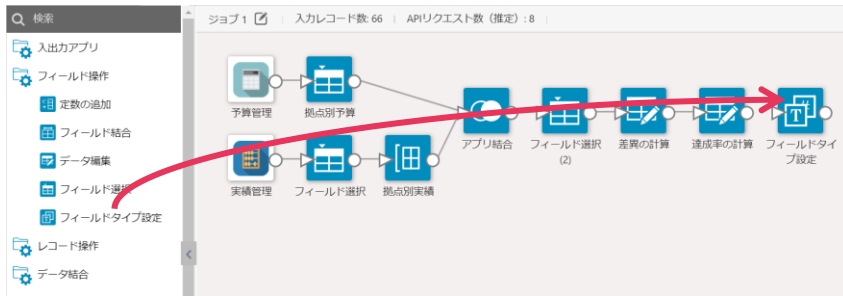 検索
入出力アプリ
フィールド操作
定数の追加
フィールド結合
データ編集
フィールド選択
フィールドタイプ設定
レコード操作
データ結合
ジョブ 1 入力レコード数: 66 APIリクエスト数（推定）: 8
予算管理 拠点別予算
アプリ結合 フィールド選択 差異の計算 達成率の計算 フィールドタイ
(2) プ設定
実績管理 フィールド選択 拠点別実績